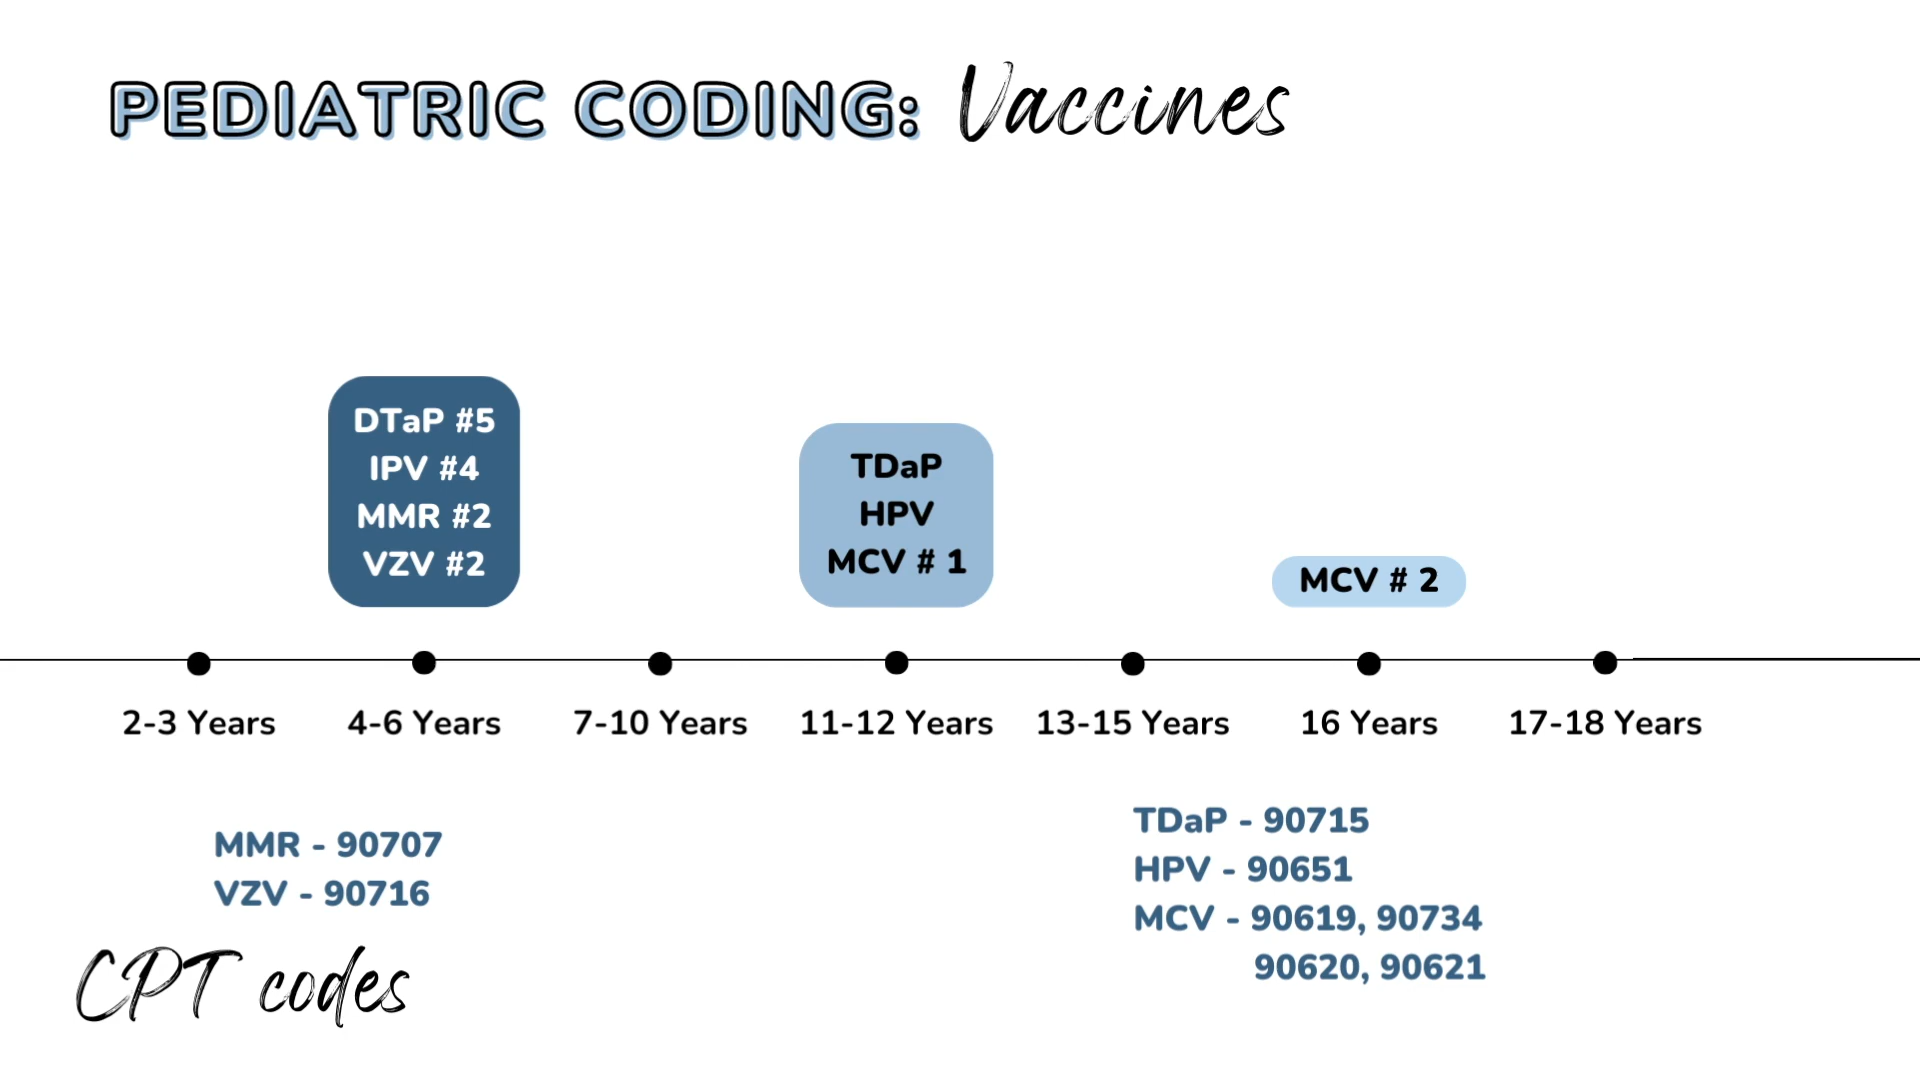 PEDIATRIC CODING: Vaccines
DTaP #5
IPV #4
MMR #2
VZV #2
TDaP
HPV
MCV # 1
MCV # 2
2-3 Years
4-6 Years
7-10 Years
11-12 Years
13-15 Years
16 Years
17-18 Years
MMR - 90707
VZV - 90716
TDaP - 90715
HPV - 90651
MCV - 90619, 90734
90620, 90621
CPT codes